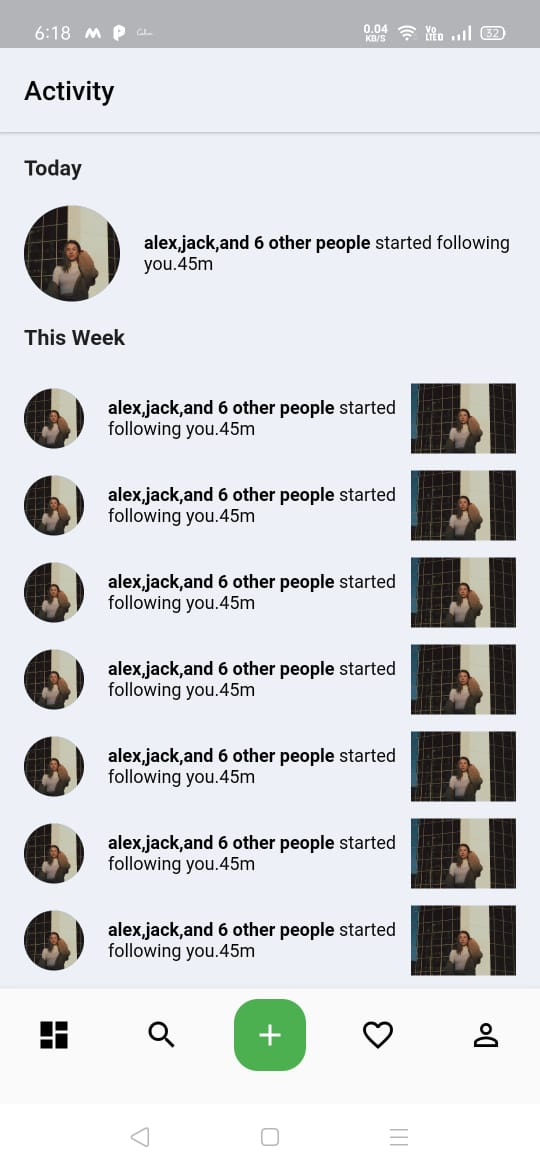 6:18
0.04
KB/S
Vo
LTE
32
Activity
Today
alex,jack,and 6 other people started following
you.45m
This Week
alex,jack,and 6 other people started
following you.45m
alex,jack,and 6 other people started
following you.45m
alex,jack,and 6 other people started
following you.45m
alex,jack,and 6 other people started
following you.45m
alex,jack,and 6 other people started
following you.45m
alex,jack,and 6 other people started
following you.45m
alex,jack,and 6 other people started
following you.45m